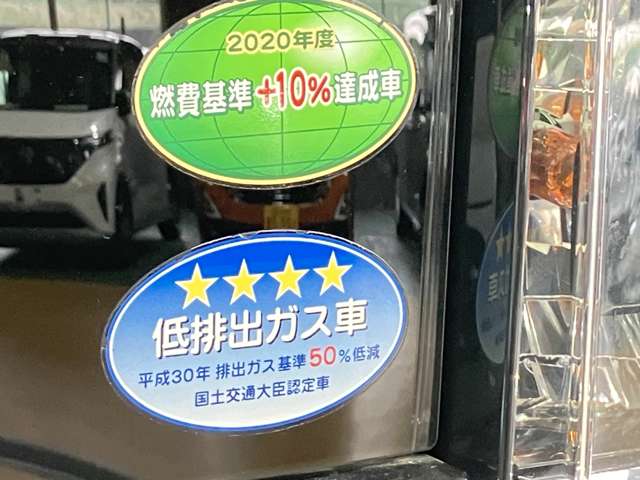 2020年度
燃費基準+10%達成車
★★★★
低排出ガス車
平成30年 排出ガス基準50%低減
国土交通大臣認定車